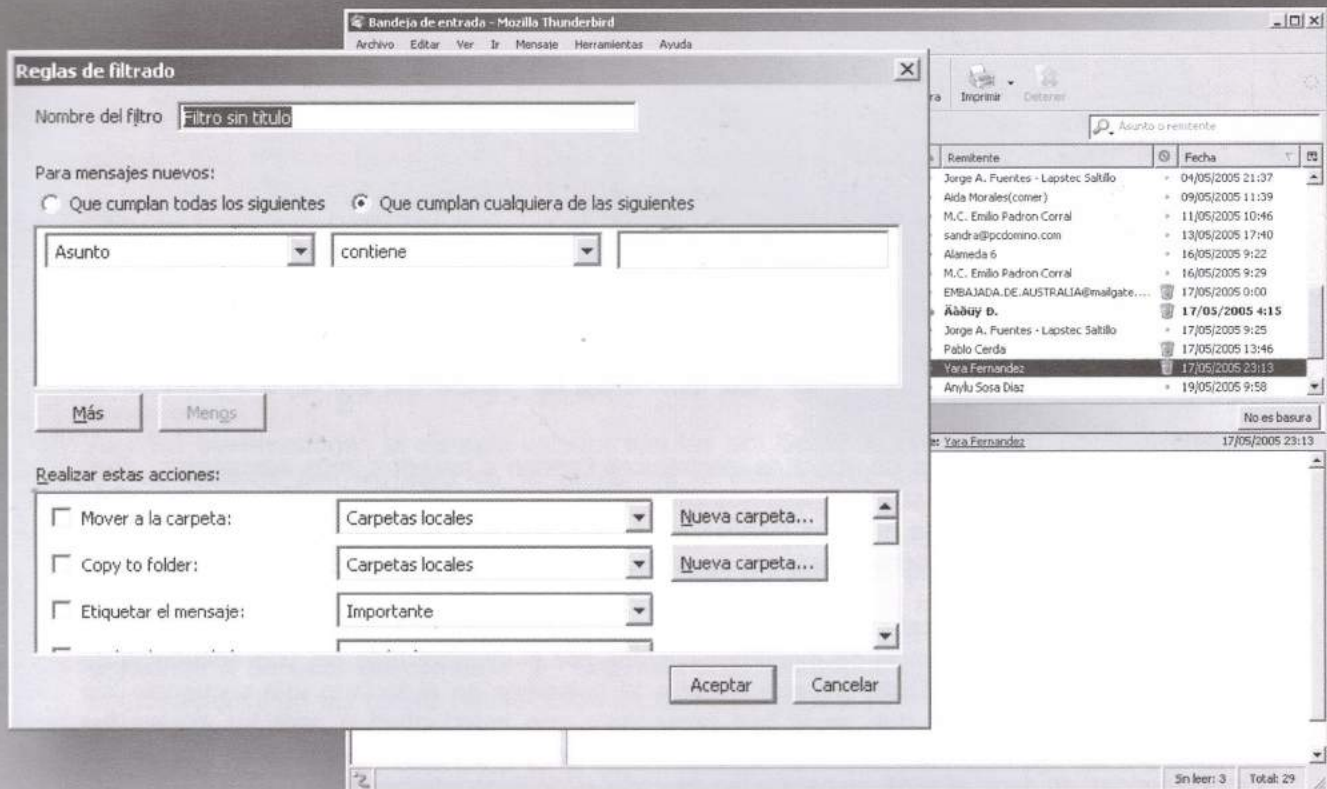 Bandeja de entrada - Mozilla Thunderbird
Archivo Editar Ver Ir Mensaje Herramientas Ayuda
Reglas de filtrado
Nombre del filtro Filtro sin título
Para mensajes nuevos:
Que cumplan todas los siguientes Que cumplan cualquiera de las siguientes
Asunto contiene
Más Menos
Realizar estas acciones:
Mover a la carpeta: Carpetas locales Nueva carpeta...
Copy to folder: Carpetas locales Nueva carpeta...
Etiquetar el mensaje: Importante
Aceptar Cancelar
ra Imprimir Detener
Asunto o remitente
Remitente Fecha
Jorge A. Fuentes - Lapstec Saltillo 04/05/2005 21:37
Aida Morales(comer) 09/05/2005 11:39
M.C. Emilio Padron Corral 11/05/2005 10:46
sandra@pcdomino.com 13/05/2005 17:40
Alameda 6 16/05/2005 9:22
M.C. Emilio Padron Corral 16/05/2005 9:29
EMBAJADA.DE.AUSTRALIA@mailgate.... 17/05/2005 0:00
Äàðüÿ Ð. 17/05/2005 4:15
Jorge A. Fuentes - Lapstec Saltillo 17/05/2005 9:25
Pablo Cerda 17/05/2005 13:46
Yara Fernandez 17/05/2005 23:13
Anylu Sosa Diaz 19/05/2005 9:58
No es basura
e: Yara Fernandez 17/05/2005 23:13
Sin leer: 3 Total: 29